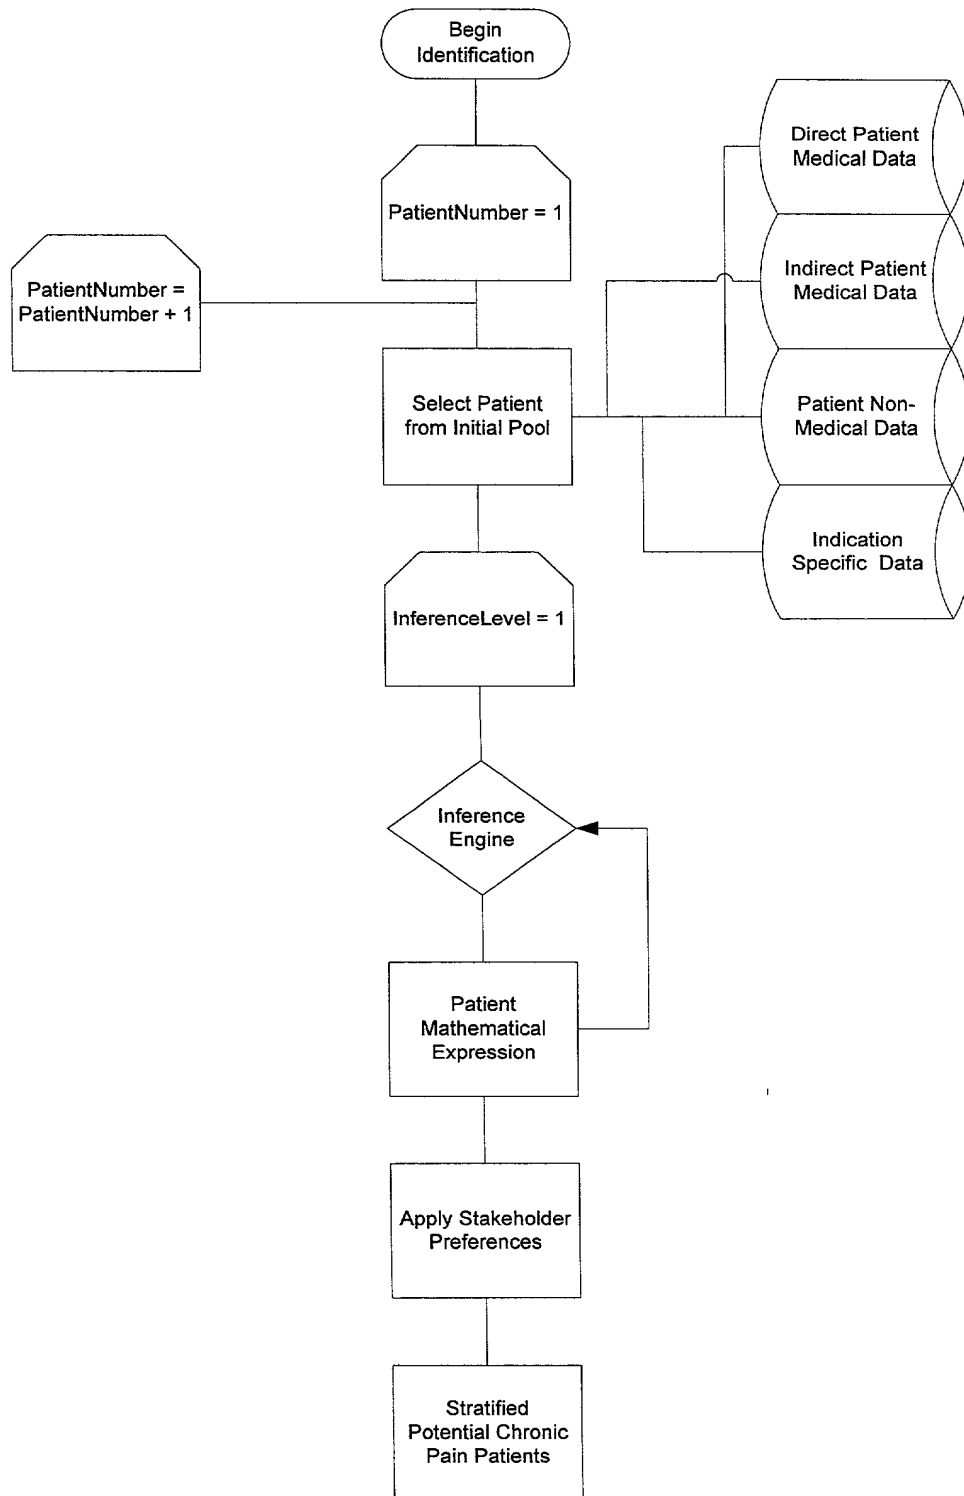 Begin
Identification
PatientNumber = 1
PatientNumber =
PatientNumber + 1
Select Patient
from Initial Pool
Direct Patient
Medical Data
Indirect Patient
Medical Data
Patient Non-
Medical Data
Indication
Specific Data
InferenceLevel = 1
Inference
Engine
Patient
Mathematical
Expression
Apply Stakeholder
Preferences
Stratified
Potential Chronic
Pain Patients